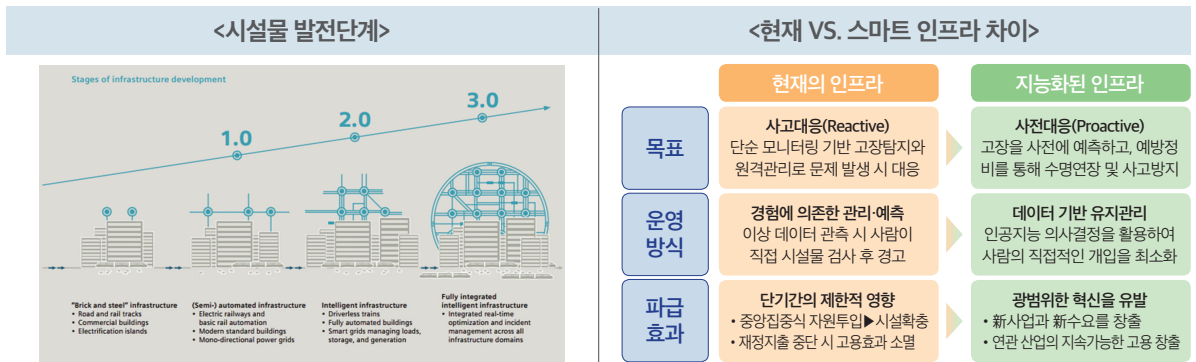 <시설물 발전단계>
Stages of infrastructure development
1.0
2.0
3.0
"Brick and steel" infrastructure
• Road and rail tracks
• Commercial buildings
• Electrification islands
(Semi-) automated infrastructure
• Electric railways and
basic rail automation
• Modern standard buildings
• Mono-directional power grids
Intelligent infrastructure
• Driverless trains
• Fully automated buildings
• Smart grids managing loads,
storage, and generation
Fully integrated
intelligent infrastructure
• Integrated real-time
optimization and incident
management across all
infrastructure domains
<현재 VS. 스마트 인프라 차이>
현재의 인프라
지능화된 인프라
목표
사고대응(Reactive)
단순 모니터링 기반 고장탐지와
원격관리로 문제 발생 시 대응
사전대응(Proactive)
고장을 사전에 예측하고, 예방정
비를 통해 수명연장 및 사고방지
운영
방식
경험에 의존한 관리·예측
이상 데이터 관측 시 사람이
직접 시설물 검사 후 경고
데이터 기반 유지관리
인공지능 의사결정을 활용하여
사람의 직접적인 개입을 최소화
파급
효과
단기간의 제한적 영향
• 중앙집중식 자원투입▶시설확충
• 재정지출 중단 시 고용효과 소멸
광범위한 혁신을 유발
• 新사업과 新수요를 창출
• 연관 산업의 지속가능한 고용 창출